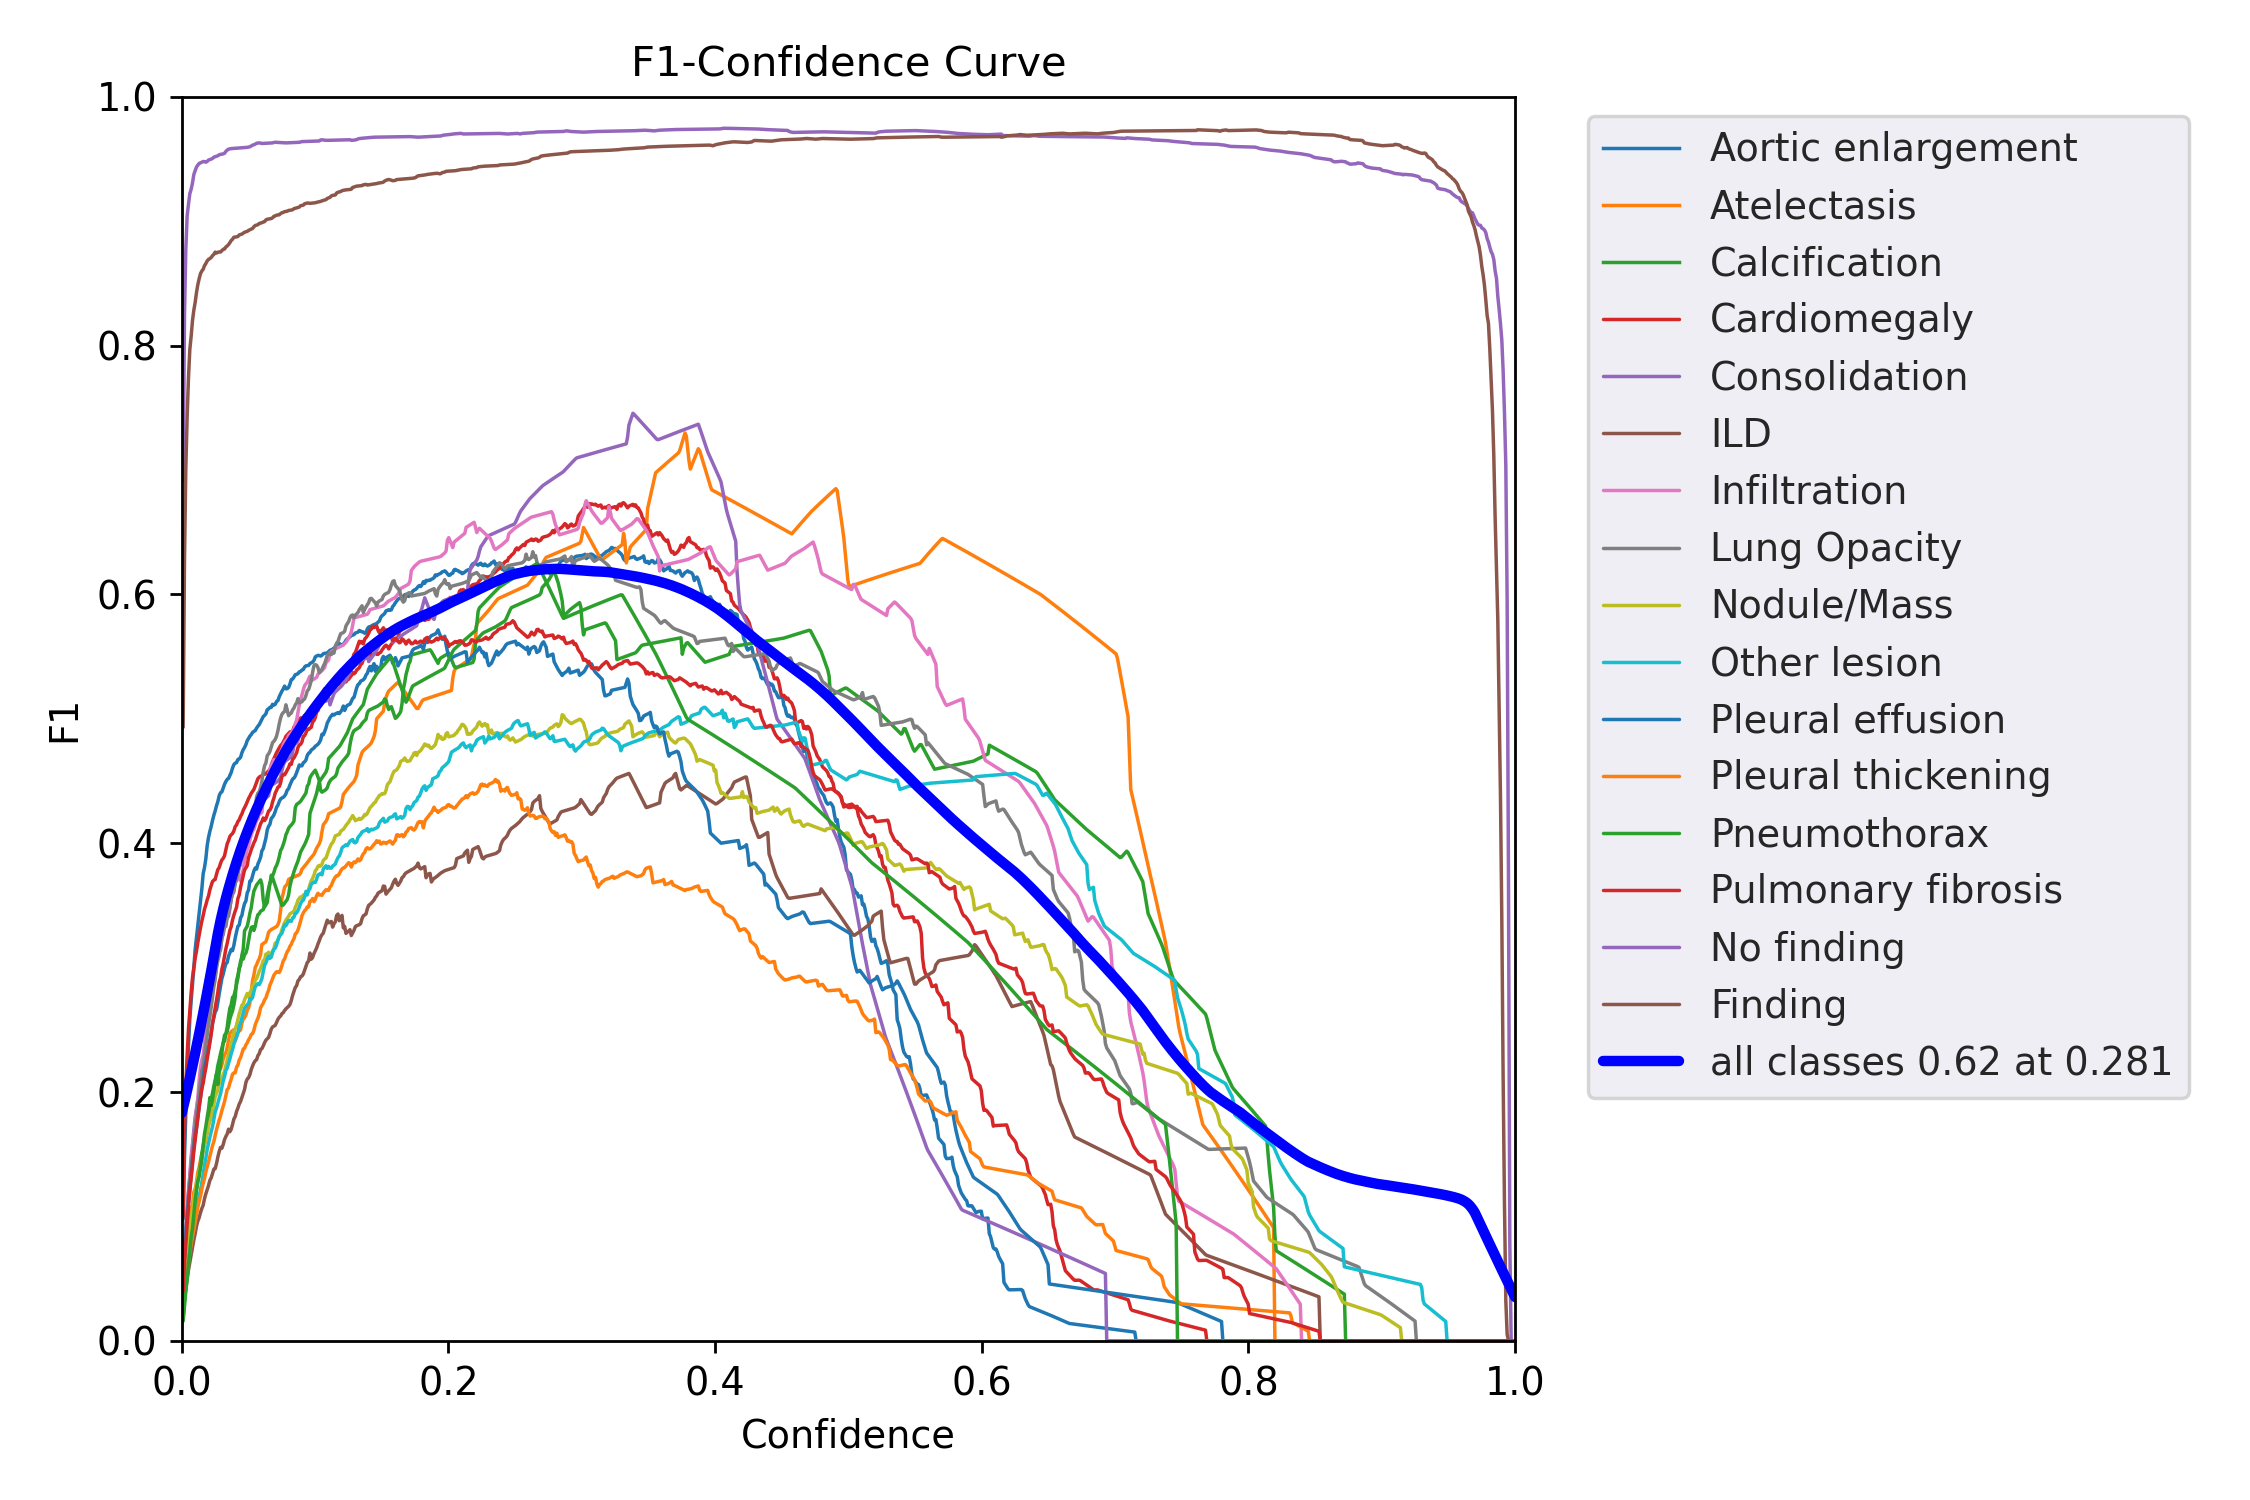 F1-Confidence Curve
1.0
0.8
0.6
0.4
0.2
0.0
F1
0.0 0.2 0.4 0.6 0.8 1.0
Confidence
Aortic enlargement
Atelectasis
Calcification
Cardiomegaly
Consolidation
ILD
Infiltration
Lung Opacity
Nodule/Mass
Other lesion
Pleural effusion
Pleural thickening
Pneumothorax
Pulmonary fibrosis
No finding
Finding
all classes 0.62 at 0.281